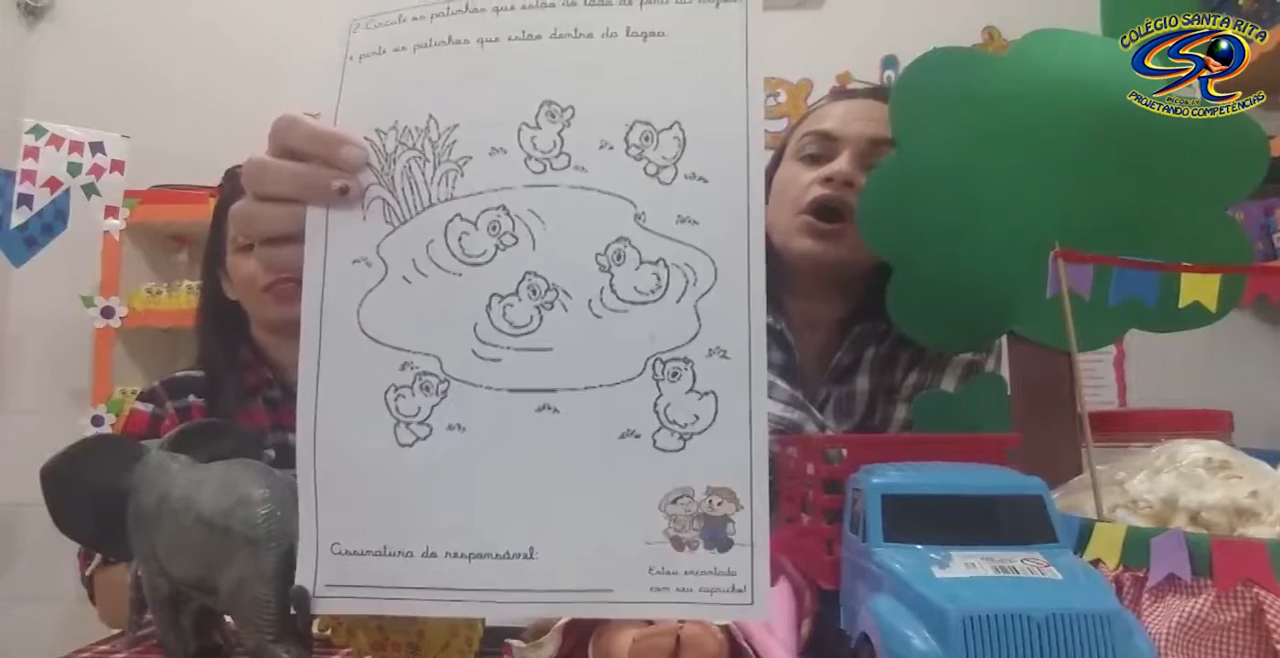 2. Circule os patinhos que estão do lado de fora da lagoa
e pinte os patinhos que estão dentro da lagoa.
Assinatura do responsável:
Estou encantada
com seu capricho!
COLÉGIO SANTA RITA
PROJETANDO COMPETÊNCIAS